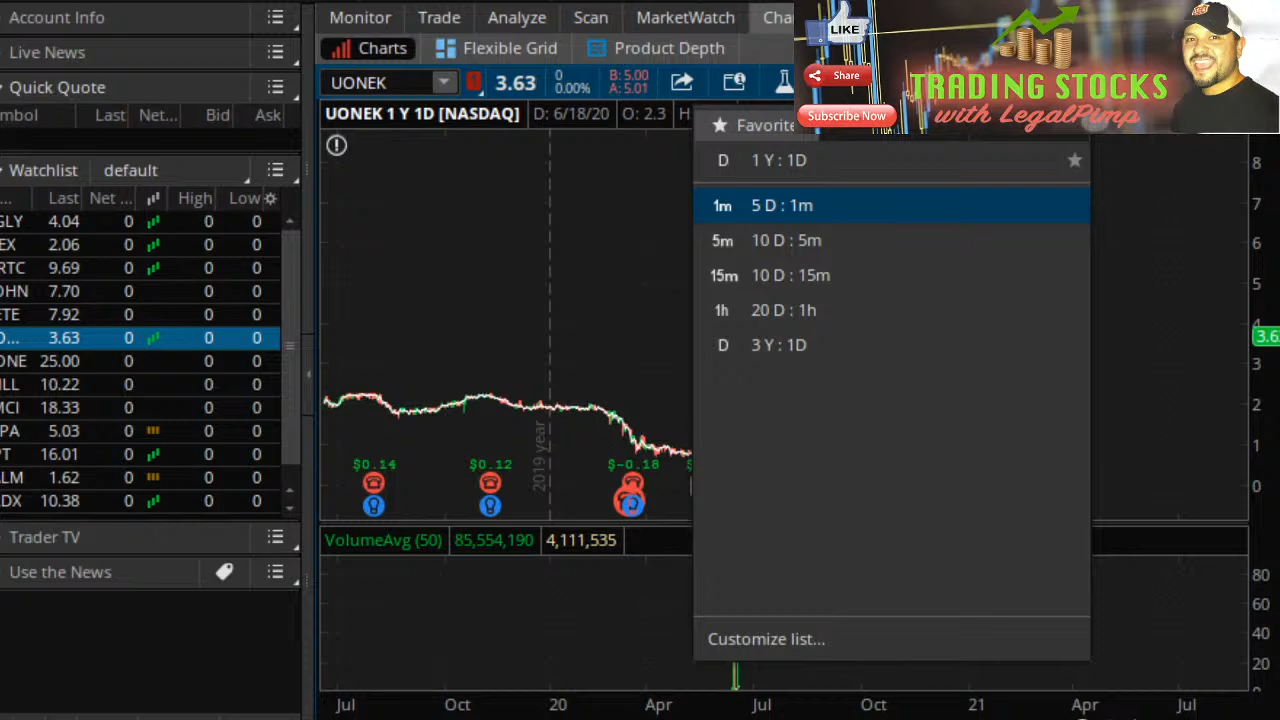 Account Info
Live News
Quick Quote
mbol Last Net... Bid Ask
Watchlist default
... Last Net ... High Low
GLY 4.04 0 0 0
EX 2.06 0 0 0
RTC 9.69 0 0 0
OHN 7.70 0 0 0
ETE 7.92 0 0 0
O... 3.63 0 0 0
ONE 25.00 0 0 0
LL 10.22 0 0 0
MCI 18.33 0 0 0
PA 5.03 0 0 0
PT 16.01 0 0 0
ALM 1.62 0 0 0
DX 10.38 0 0 0
Trader TV
Use the News
Monitor Trade Analyze Scan MarketWatch Cha
Charts Flexible Grid Product Depth
UONEK 3.63 0 0.00% B: 5.00 A: 5.01
UONEK 1 Y 1D [NASDAQ] D: 6/18/20 O: 2.3 H
Favorite
D 1 Y : 1D
1m 5 D : 1m
5m 10 D : 5m
15m 10 D : 15m
1h 20 D : 1h
D 3 Y : 1D
Customize list...
8
7
6
5
4
3.6
3
2
1
0
2019 year
$0.14 $0.12 $-0.18
VolumeAvg (50) 85,554,190 4,111,535
80
60
40
20
Jul Oct 20 Apr Jul Oct 21 Apr Jul
LIKE
Share
Subscribe Now
TRADING STOCKS
with LegalPimp